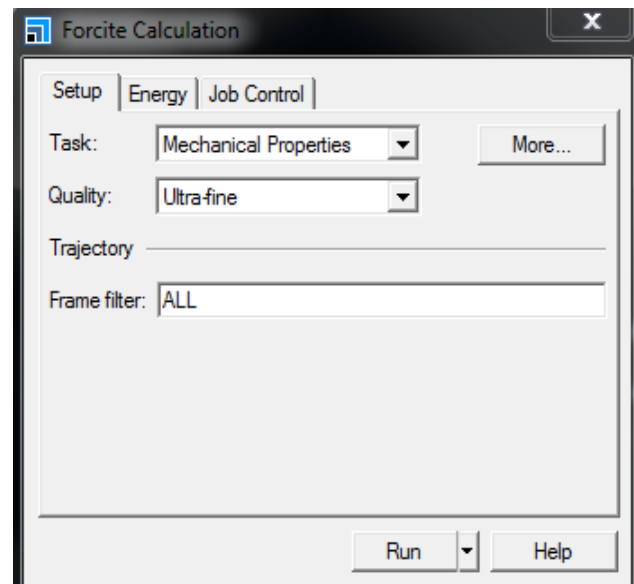 Forcite Calculation x
Setup Energy Job Control
Task: Mechanical Properties More...
Quality: Ultra-fine
Trajectory
Frame filter: ALL
Run Help